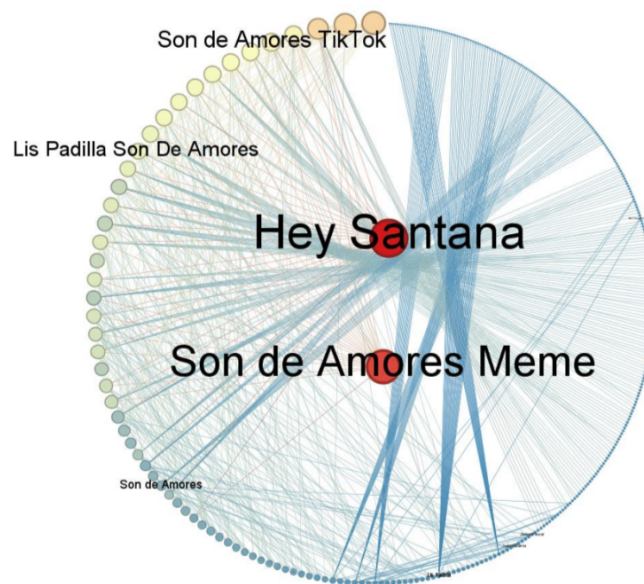 Son de Amores TikTok
Lis Padilla Son De Amores
Hey Santana
Son de Amores Meme
Son de Amores